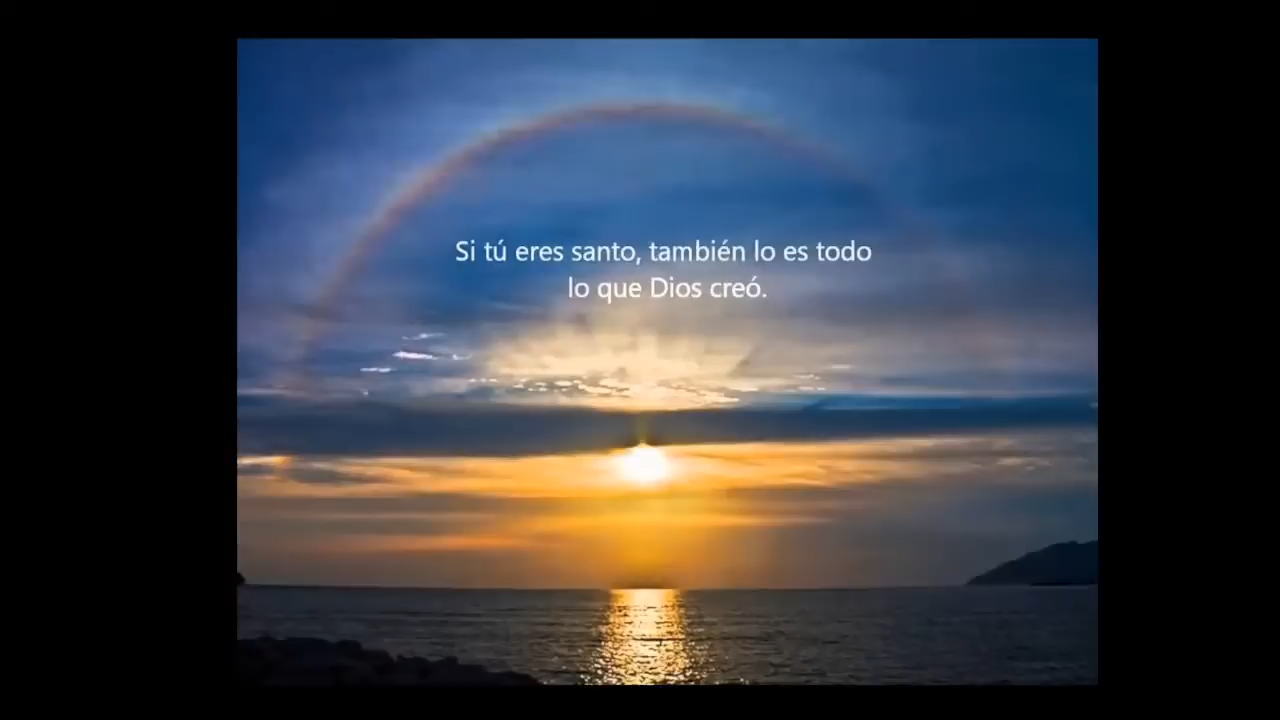 Si tú eres santo, también lo es todo
lo que Dios creó.